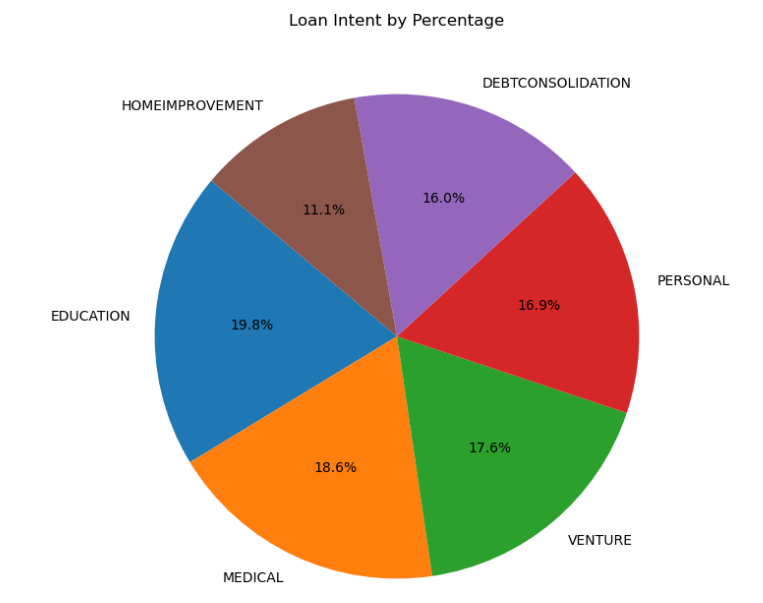 Loan Intent by Percentage
DEBTCONSOLIDATION
HOMEIMPROVEMENT
16.0%
11.1%
PERSONAL
16.9%
EDUCATION
19.8%
17.6%
18.6%
VENTURE
MEDICAL